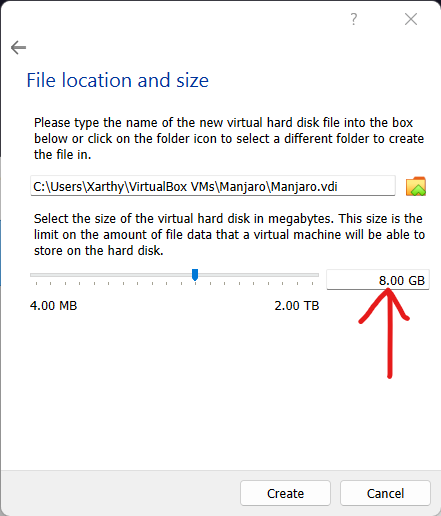 ?
File location and size
Please type the name of the new virtual hard disk file into the box
below or click on the folder icon to select a different folder to create
the file in.
C:\Users\Xarthy\VirtualBox VMs\Manjaro\Manjaro.vdi
Select the size of the virtual hard disk in megabytes. This size is the
limit on the amount of file data that a virtual machine will be able to
store on the hard disk.
8.00 GB
4.00 MB 2.00 TB
Create Cancel